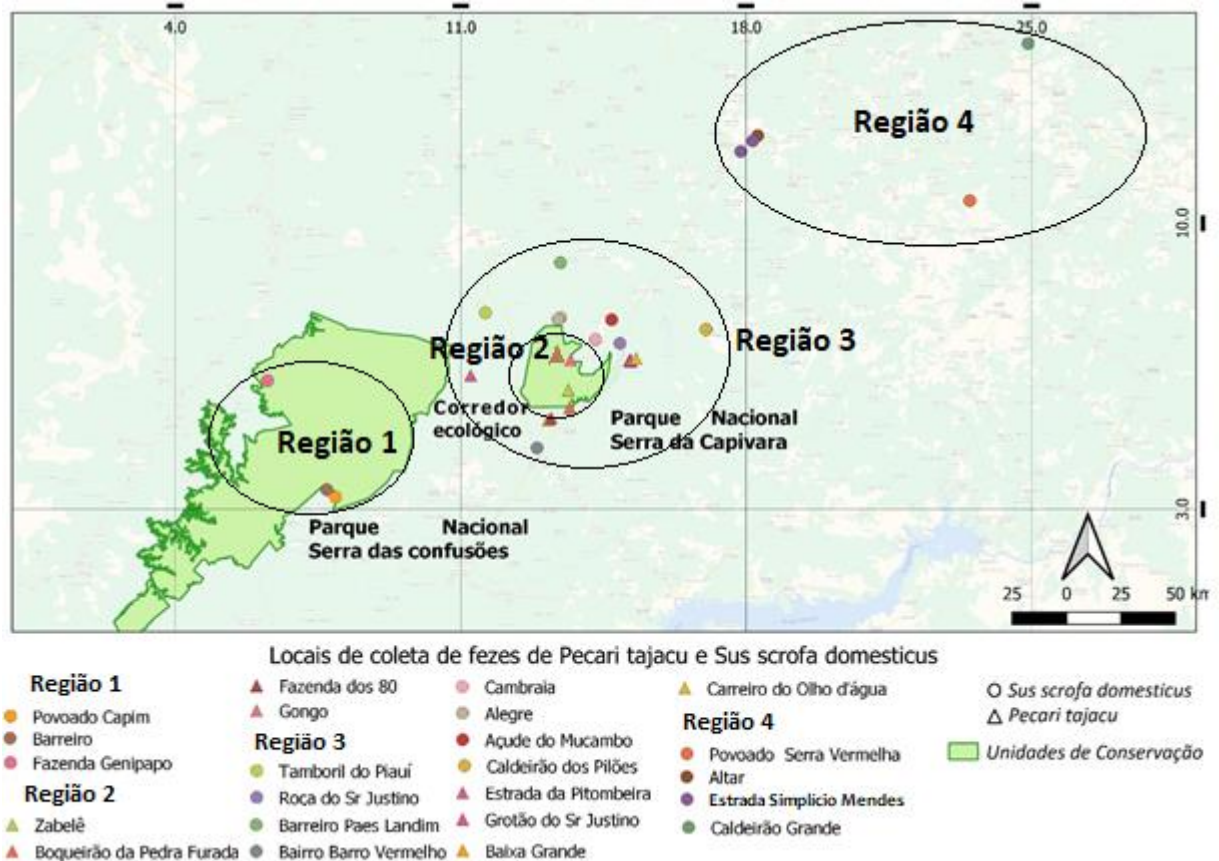 4.0 11.0 18.0 25.0
Região 4
10.0
Região 2
Região 3
Corredor
ecológico
Parque Nacional
Serra da Capivara
Região 1
3.0
Parque Nacional
Serra das confusões
25 0 25 50 km
Locais de coleta de fezes de Pecari tajacu e Sus scrofa domesticus
Região 1
Povoado Capim
Barreiro
Fazenda Genipapo
Região 2
Zabelê
Boqueirão da Pedra Furada
Fazenda dos 80
Gongo
Região 3
Tamboril do Piauí
Roça do Sr Justino
Barreiro Paes Landim
Bairro Barro Vermelho
Cambraia
Alegre
Açude do Mucambo
Caldeirão dos Pilões
Estrada da Pitombeira
Grotão do Sr Justino
Baixa Grande
Carreiro do Olho d'água
Região 4
Povoado Serra Vermelha
Altar
Estrada Simplicio Mendes
Caldeirão Grande
Sus scrofa domesticus
Pecari tajacu
Unidades de Conservação